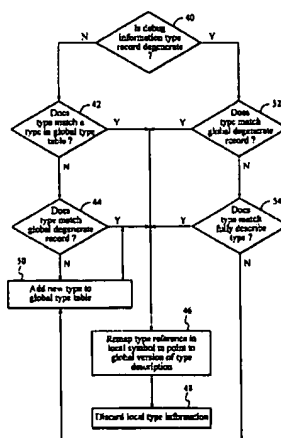 40
Is debug
information type
record degenerate
?
N
Y
42
Does
type match a
type in global type
table ?
Y
N
52
Does
type match
global degenerate
record ?
Y
N
44
Does
type match
global degenerate
record ?
Y
N
54
Does
type match
fully describe
type ?
Y
N
50
Add new type to
global type table
46
Remap type reference in
local symbol to point to
global version of type
description
48
Discard local type information